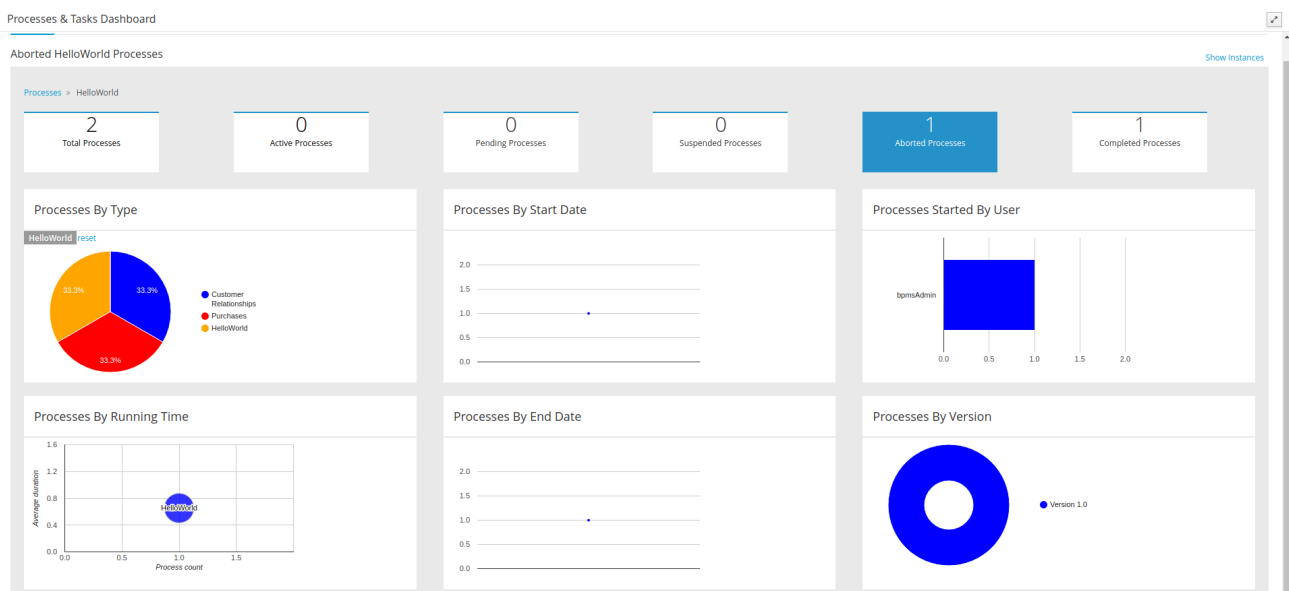 Processes & Tasks Dashboard
Aborted HelloWorld Processes
Show Instances
Processes » HelloWorld
2
Total Processes
0
Active Processes
0
Pending Processes
0
Suspended Processes
1
Aborted Processes
1
Completed Processes
Processes By Type
HelloWorld reset
33.3%
33.3%
33.3%
Customer
Relationships
Purchases
HelloWorld
Processes By Start Date
2.0
1.5
1.0
0.5
0.0
Processes Started By User
bpmsAdmin
0.0 0.5 1.0 1.5 2.0
Processes By Running Time
Average duration
1.6
1.2
0.8
0.4
0.0
HelloWorld
0.0 0.5 1.0 1.5
Process count
Processes By End Date
2.0
1.5
1.0
0.5
0.0
Processes By Version
Version 1.0